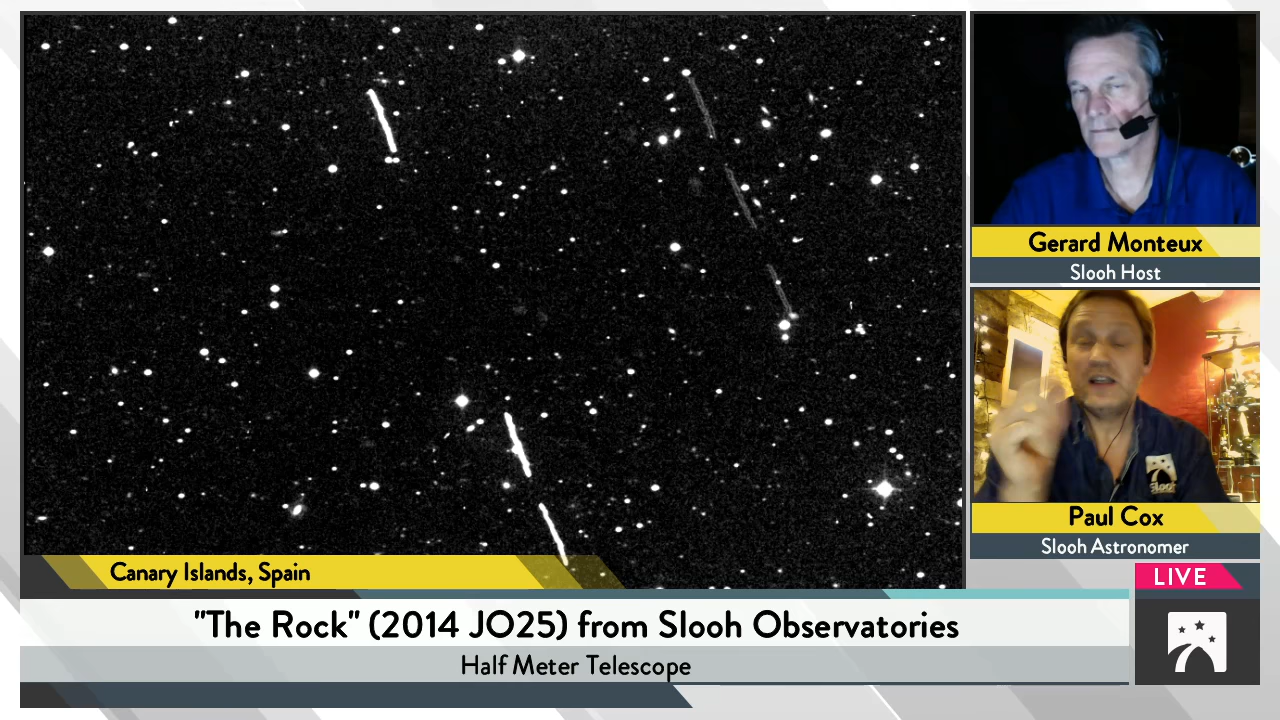 Gerard Monteux
Slooh Host
Slooh
Paul Cox
Slooh Astronomer
Canary Islands, Spain
LIVE
"The Rock" (2014 JO25) from Slooh Observatories
Half Meter Telescope